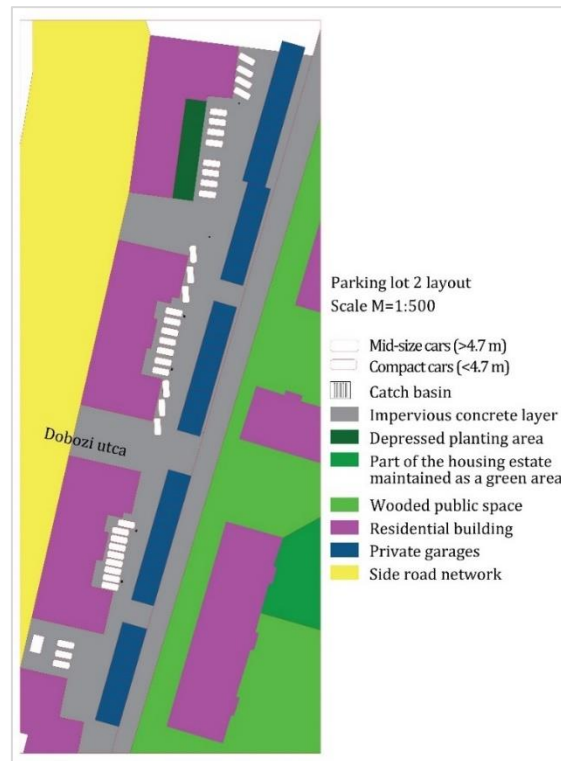 Parking lot 2 layout
Scale M=1:500
Mid-size cars (>4.7 m)
Compact cars (<4.7 m)
Catch basin
Impervious concrete layer
Depressed planting area
Part of the housing estate
maintained as a green area
Wooded public space
Residential building
Private garages
Side road network
Dobozi utca